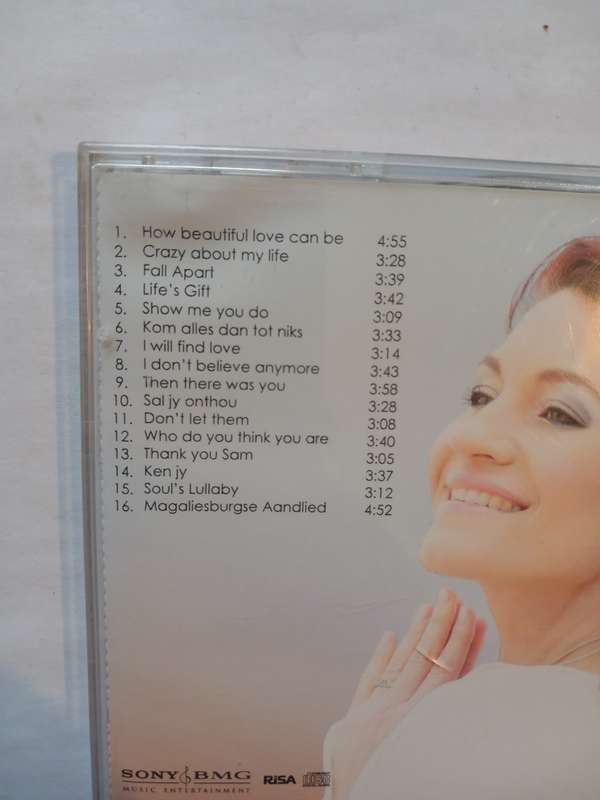 1. How beautiful love can be 4:55
2. Crazy about my life 3:28
3. Fall Apart 3:39
4. Life's Gift 3:42
5. Show me you do 3:09
6. Kom alles dan tot niks 3:33
7. I will find love 3:14
8. I don't believe anymore 3:43
9. Then there was you 3:58
10. Sal jy onthou 3:28
11. Don't let them 3:08
12. Who do you think you are 3:40
13. Thank you Sam 3:05
14. Ken jy 3:37
15. Soul's Lullaby 3:12
16. Magaliesburgse Aandlied 4:52
SONY BMG RiSA
MUSIC ENTERTAINMENT